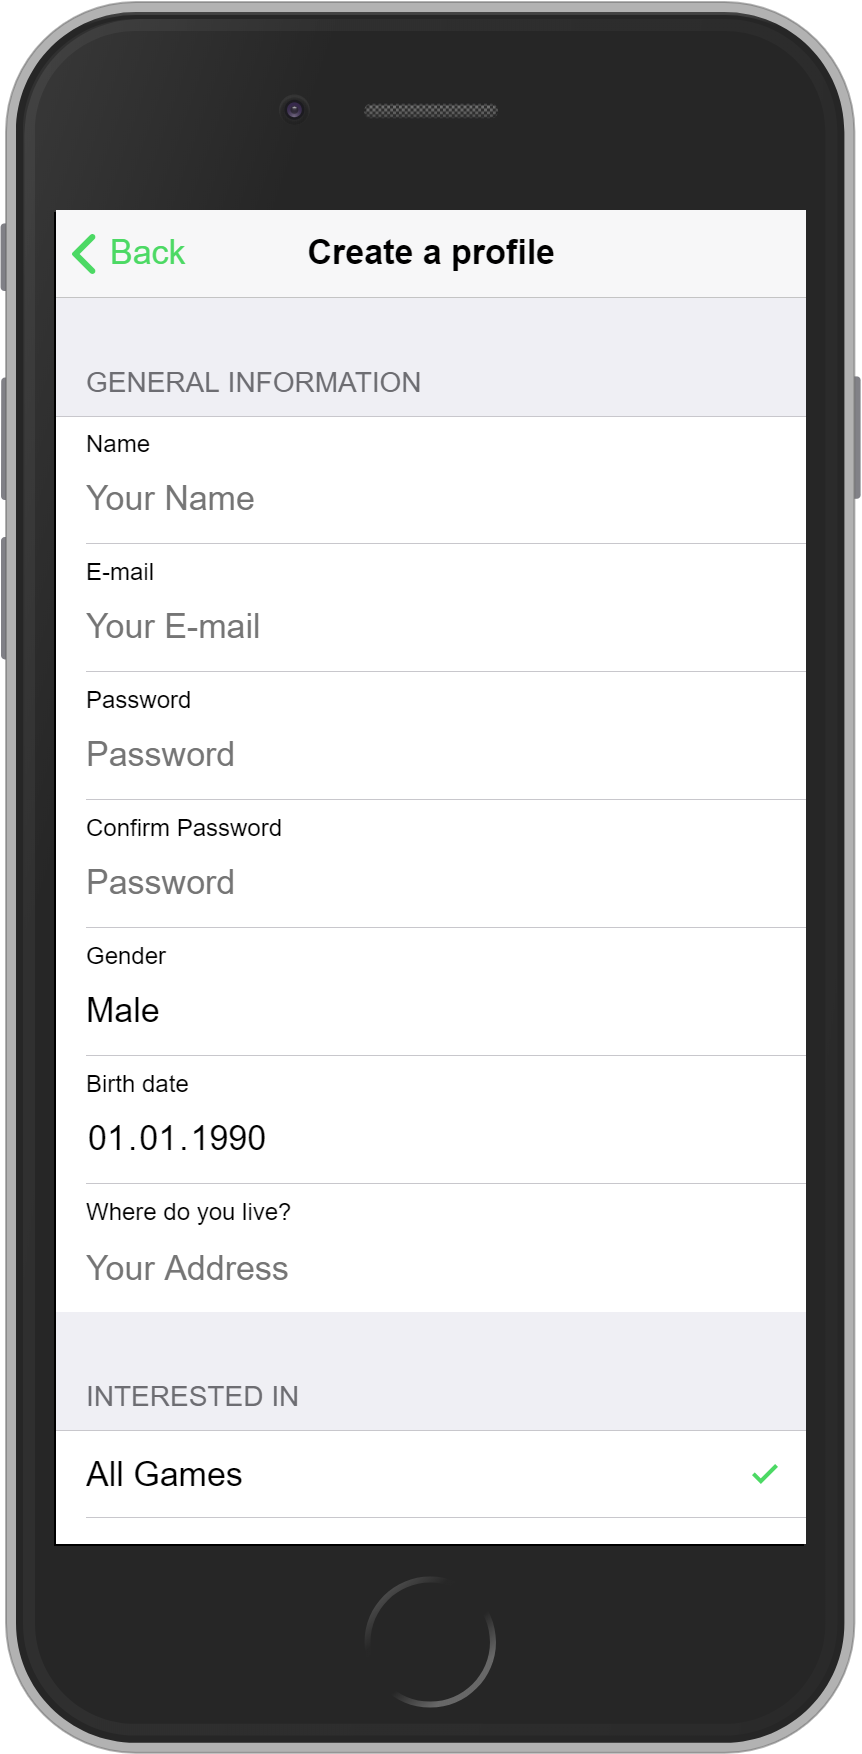 Back
Create a profile
GENERAL INFORMATION
Name
Your Name
E-mail
Your E-mail
Password
Password
Confirm Password
Password
Gender
Male
Birth date
01.01.1990
Where do you live?
Your Address
INTERESTED IN
All Games